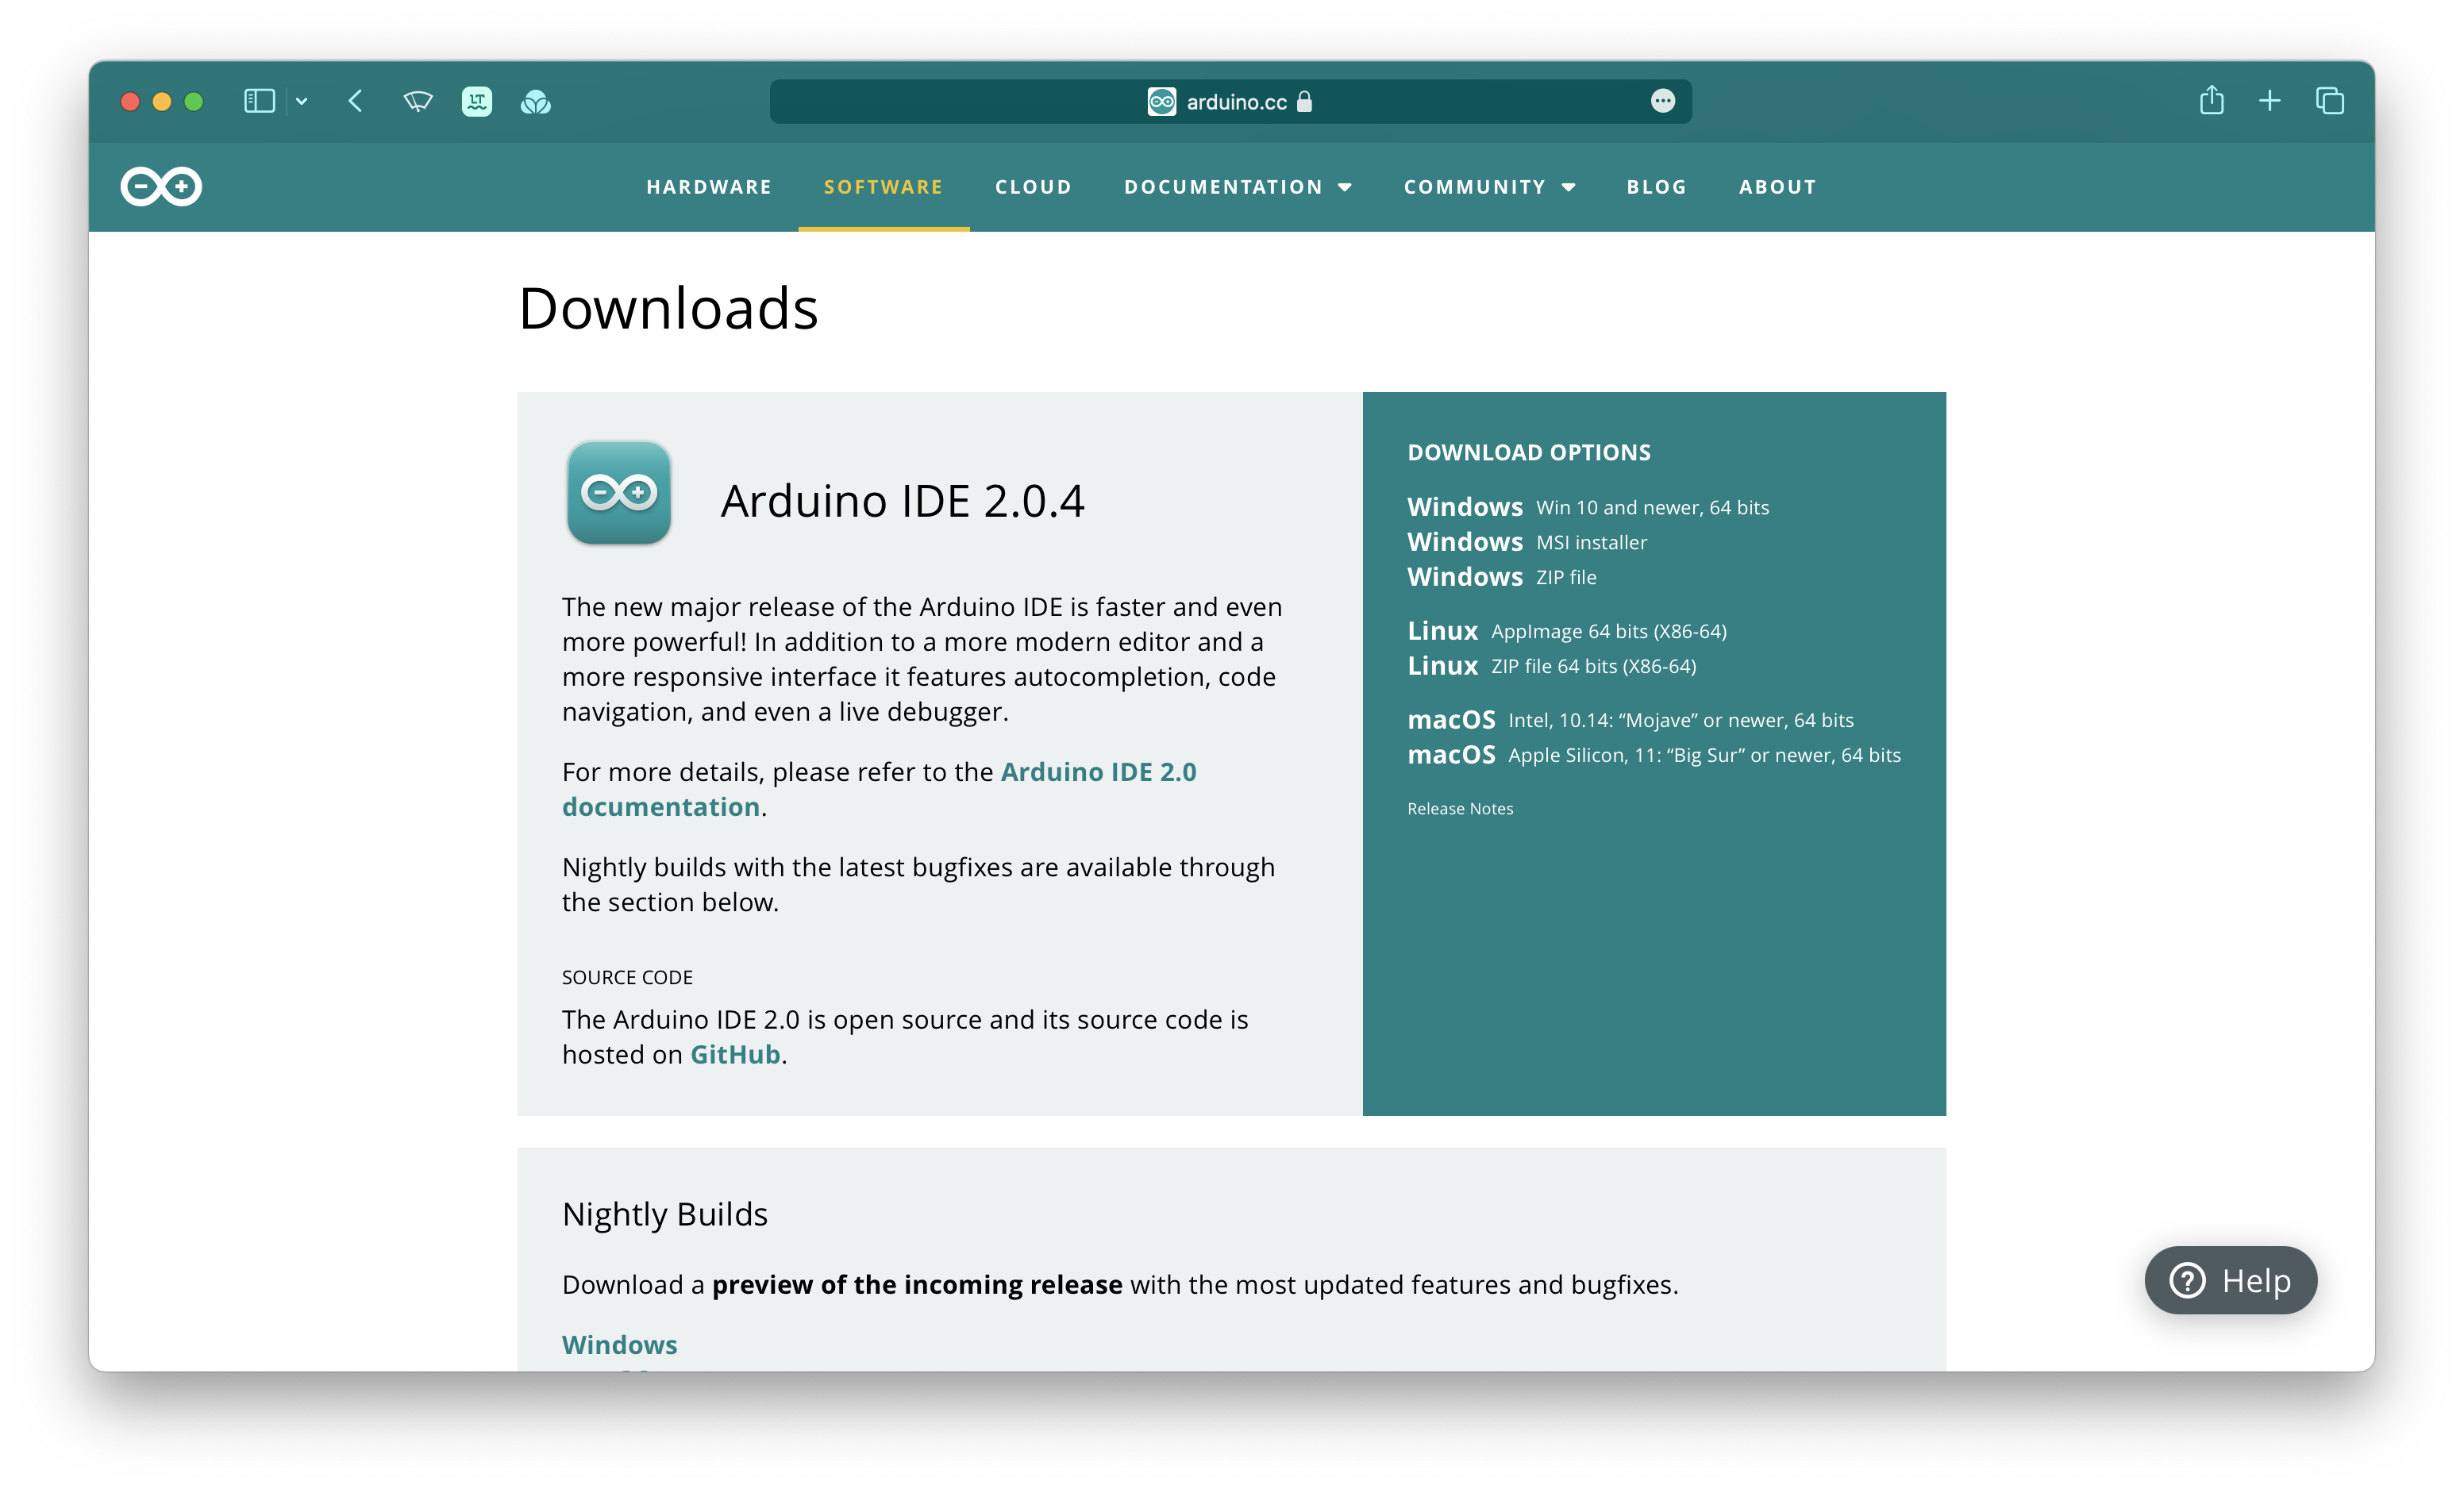 arduino.cc
HARDWARE SOFTWARE CLOUD DOCUMENTATION COMMUNITY BLOG ABOUT
Downloads
Arduino IDE 2.0.4
The new major release of the Arduino IDE is faster and even
more powerful! In addition to a more modern editor and a
more responsive interface it features autocompletion, code
navigation, and even a live debugger.
For more details, please refer to the Arduino IDE 2.0
documentation.
Nightly builds with the latest bugfixes are available through
the section below.
SOURCE CODE
The Arduino IDE 2.0 is open source and its source code is
hosted on GitHub.
DOWNLOAD OPTIONS
Windows Win 10 and newer, 64 bits
Windows MSI installer
Windows ZIP file
Linux AppImage 64 bits (X86-64)
Linux ZIP file 64 bits (X86-64)
macOS Intel, 10.14: “Mojave” or newer, 64 bits
macOS Apple Silicon, 11: “Big Sur” or newer, 64 bits
Release Notes
Nightly Builds
Download a preview of the incoming release with the most updated features and bugfixes.
Windows
Help